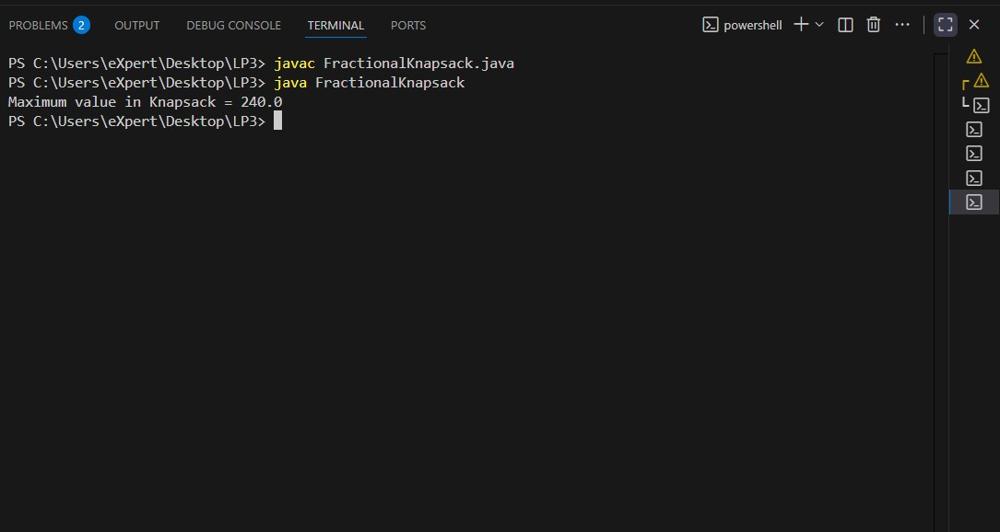 PROBLEMS 2 OUTPUT DEBUG CONSOLE TERMINAL PORTS powershell
PS C:\Users\eXpert\Desktop\LP3> javac FractionalKnapsack.java
PS C:\Users\eXpert\Desktop\LP3> java FractionalKnapsack
Maximum value in Knapsack = 240.0
PS C:\Users\eXpert\Desktop\LP3>